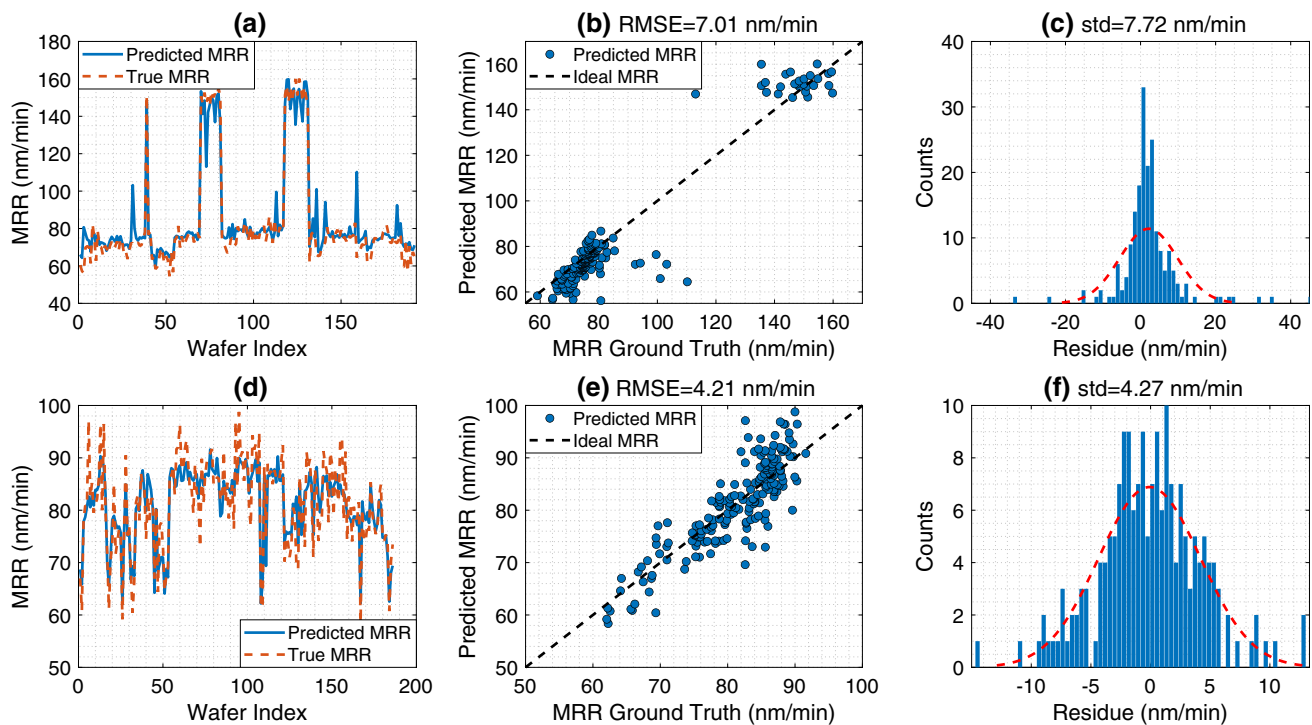 (a)
180
160
140
120
100
80
60
40
MRR (nm/min)
Predicted MRR
True MRR
0
50
100
150
Wafer Index
(b) RMSE=7.01 nm/min
160
140
120
100
80
60
Predicted MRR (nm/min)
Predicted MRR
Ideal MRR
60
80
100
120
140
160
MRR Ground Truth (nm/min)
(c) std=7.72 nm/min
40
30
20
10
0
Counts
-40
-20
0
20
40
Residue (nm/min)
(d)
100
90
80
70
60
50
MRR (nm/min)
Predicted MRR
True MRR
0
50
100
150
200
Wafer Index
(e) RMSE=4.21 nm/min
100
90
80
70
60
50
Predicted MRR (nm/min)
Predicted MRR
Ideal MRR
50
60
70
80
90
100
MRR Ground Truth (nm/min)
(f) std=4.27 nm/min
10
8
6
4
2
0
Counts
-10
-5
0
5
10
Residue (nm/min)